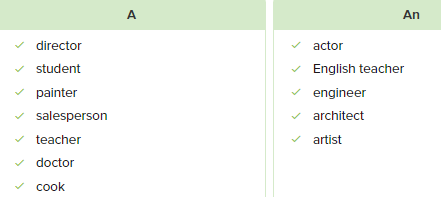 A
director
student
painter
salesperson
teacher
doctor
cook
An
actor
English teacher
engineer
architect
artist